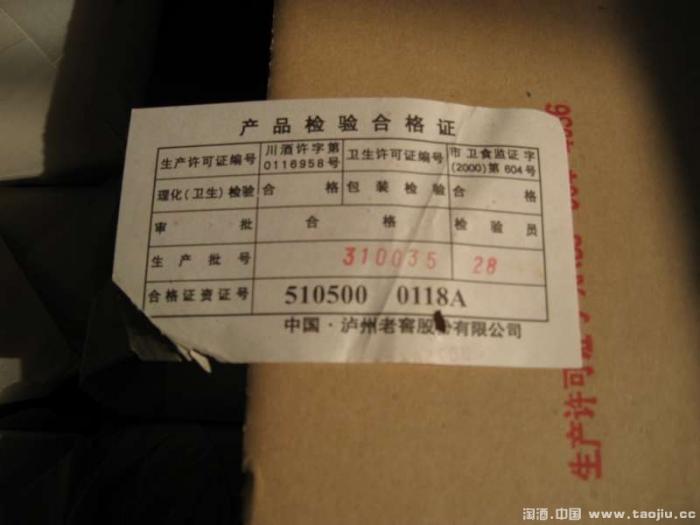 产品检验合格证
生产许可证编号 川酒许字第0116958号 卫生许可证编号 市卫食监证字(2000)第604号
理化(卫生)检验 合格 包装检验 合格
审批 合格 检验员
生产批号 310035 28
合格证资证号 510500 0118A
中国·泸州老窖股份有限公司
生产许可证
淘酒.中国 www.taojiu.cc